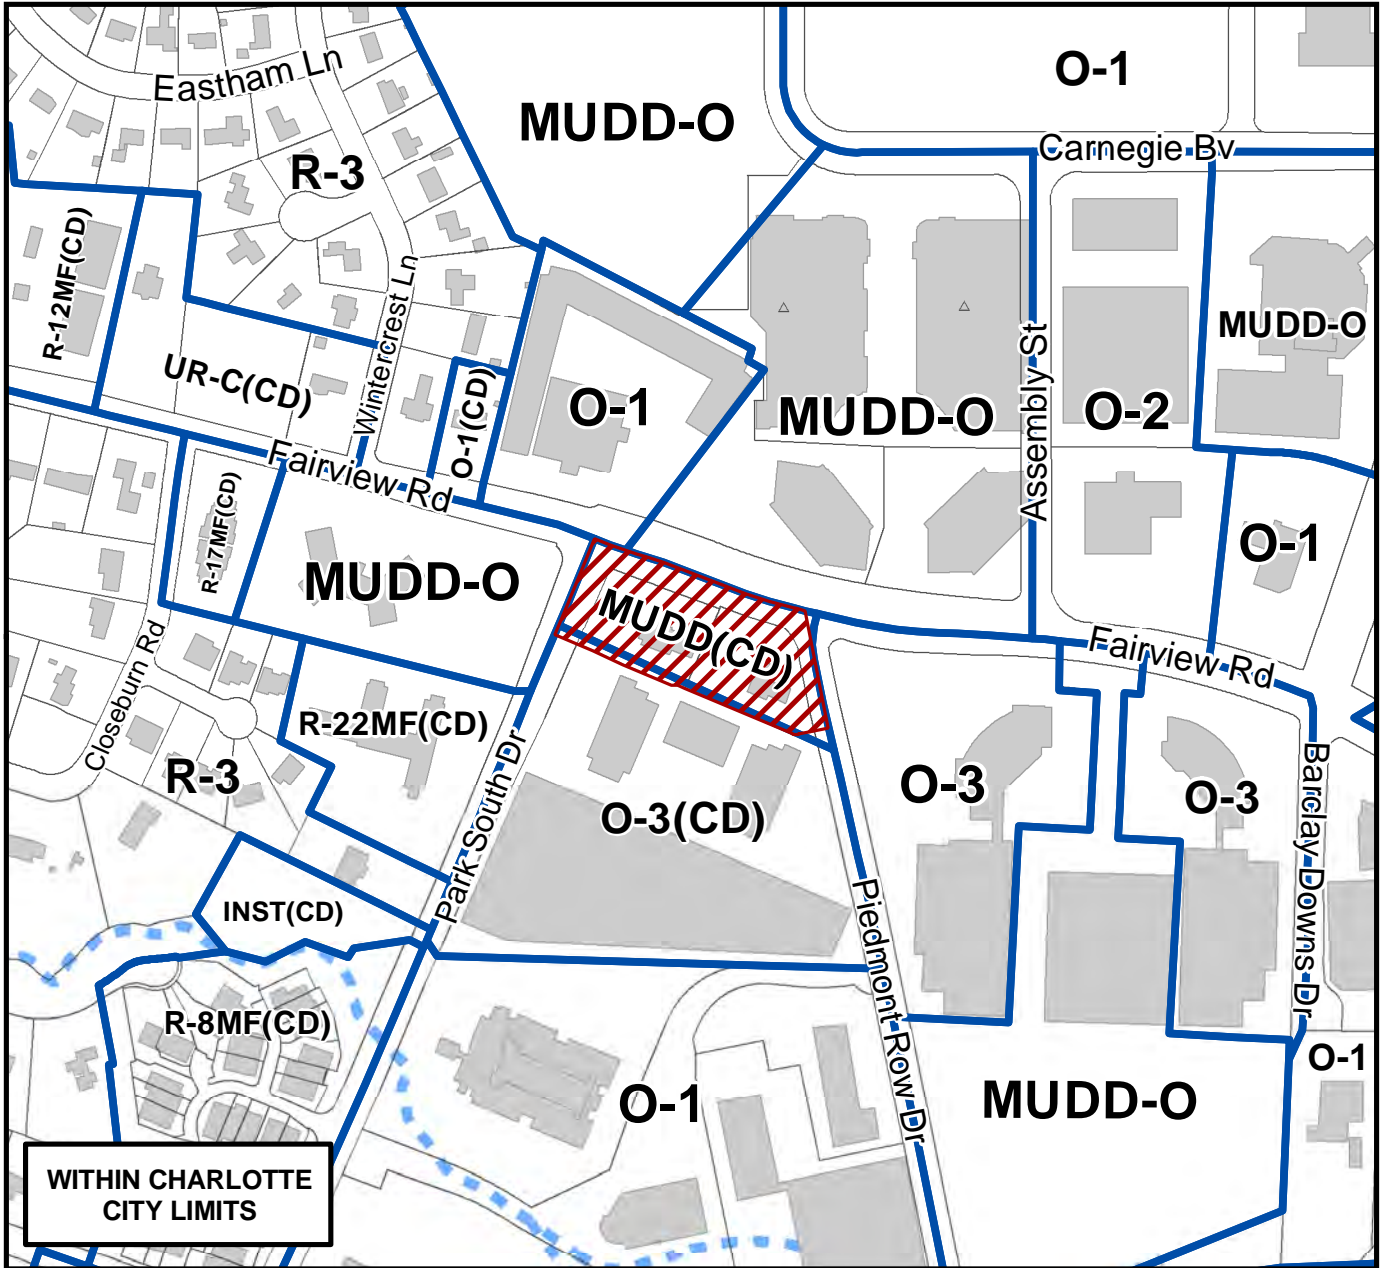 O-1
Eastham Ln
MUDD-O
Carnegie Bv
R-3
R-12MF(CD)
Wintercrest Ln
MUDD-O
UR-C(CD)
O-1(CD)
O-1
MUDD-O
Assembly St
O-2
Fairview Rd
R-17MF(CD)
O-1
MUDD-O
MUDD(CD)
Fairview Rd
Closeburn Rd
R-22MF(CD)
R-3
Park South Dr
O-3(CD)
O-3
O-3
Barclay Downs Dr
INST(CD)
Piedmont Row Dr
R-8MF(CD)
O-1
MUDD-O
O-1
WITHIN CHARLOTTE
CITY LIMITS